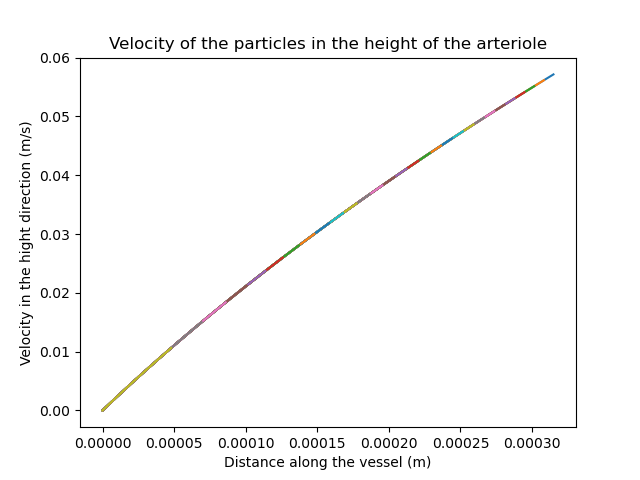 Velocity of the particles in the height of the arteriole
Velocity in the hight direction (m/s)
0.06
0.05
0.04
0.03
0.02
0.01
0.00
0.00000 0.00005 0.00010 0.00015 0.00020 0.00025 0.00030
Distance along the vessel (m)